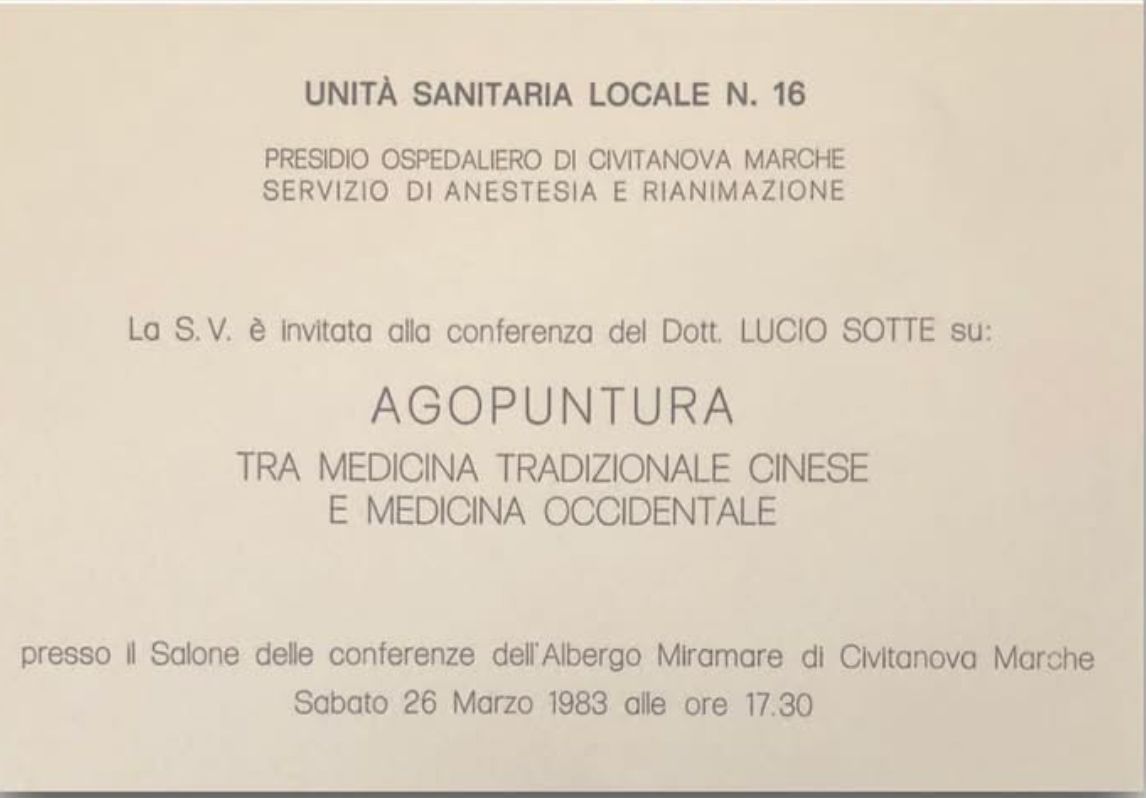 UNITÀ SANITARIA LOCALE N. 16
PRESIDIO OSPEDALIERO DI CIVITANOVA MARCHE
SERVIZIO DI ANESTESIA E RIANIMAZIONE
La S.V. è invitata alla conferenza del Dott. LUCIO SOTTE su:
AGOPUNTURA
TRA MEDICINA TRADIZIONALE CINESE
E MEDICINA OCCIDENTALE
presso il Salone delle conferenze dell'Albergo Miramare di Civitanova Marche
Sabato 26 Marzo 1983 alle ore 17.30